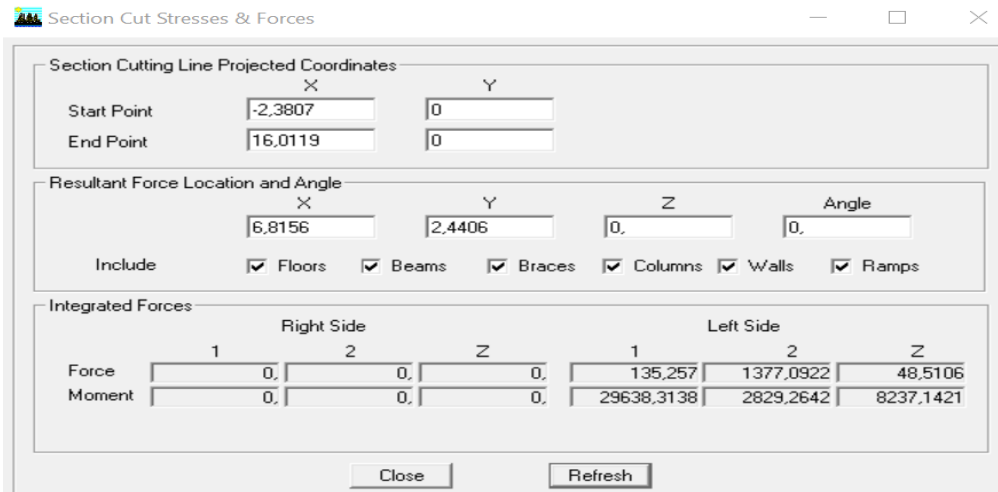 Section Cut Stresses & Forces
Section Cutting Line Projected Coordinates
X Y
Start Point -2,3807 0
End Point 16,0119 0
Resultant Force Location and Angle
X Y Z Angle
6,8156 2,4406 0, 0,
Include Floors Beams Braces Columns Walls Ramps
Integrated Forces
Right Side Left Side
1 2 Z 1 2 Z
Force 0, 0, 0, 135,257 1377,0922 48,5106
Moment 0, 0, 0, 29638,3138 2829,2642 8237,1421
Close Refresh